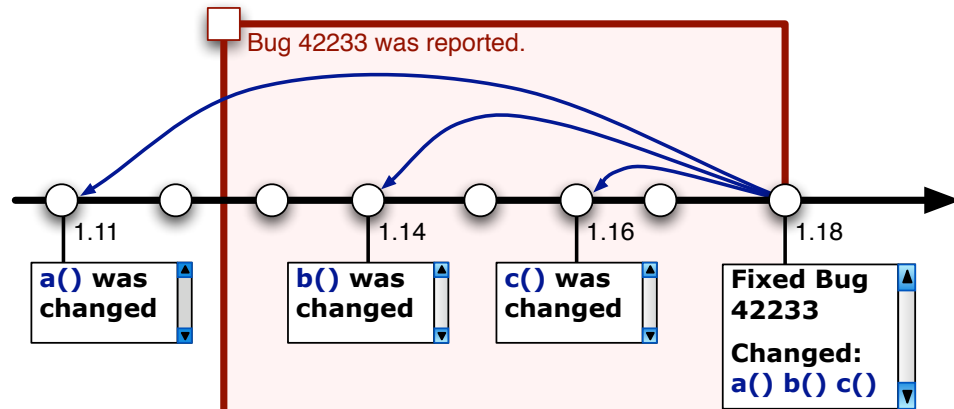 Bug 42233 was reported.
1.11
1.14
1.16
1.18
a() was
changed
b() was
changed
c() was
changed
Fixed Bug
42233
Changed:
a() b() c()